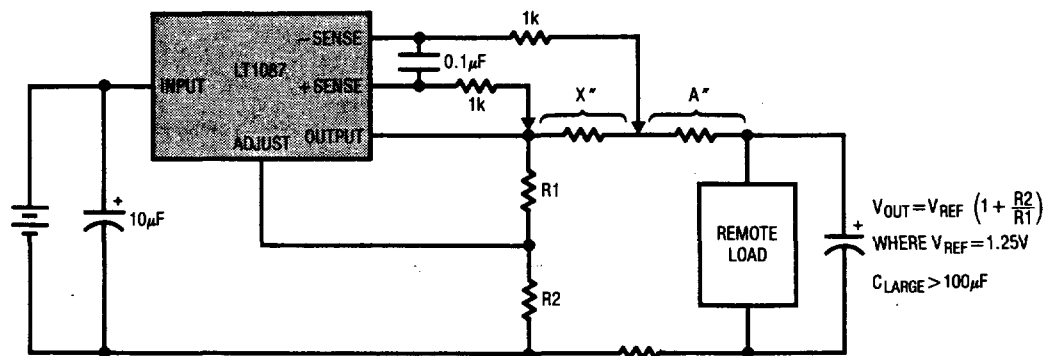 1k
−SENSE
LT1087
0.1μF
INPUT
+SENSE
1k
X″
A″
OUTPUT
ADJUST
R1
10μF
+
REMOTE
LOAD
+
V_OUT = V_REF (1 + R2/R1)
WHERE V_REF = 1.25V
C_LARGE > 100μF
R2